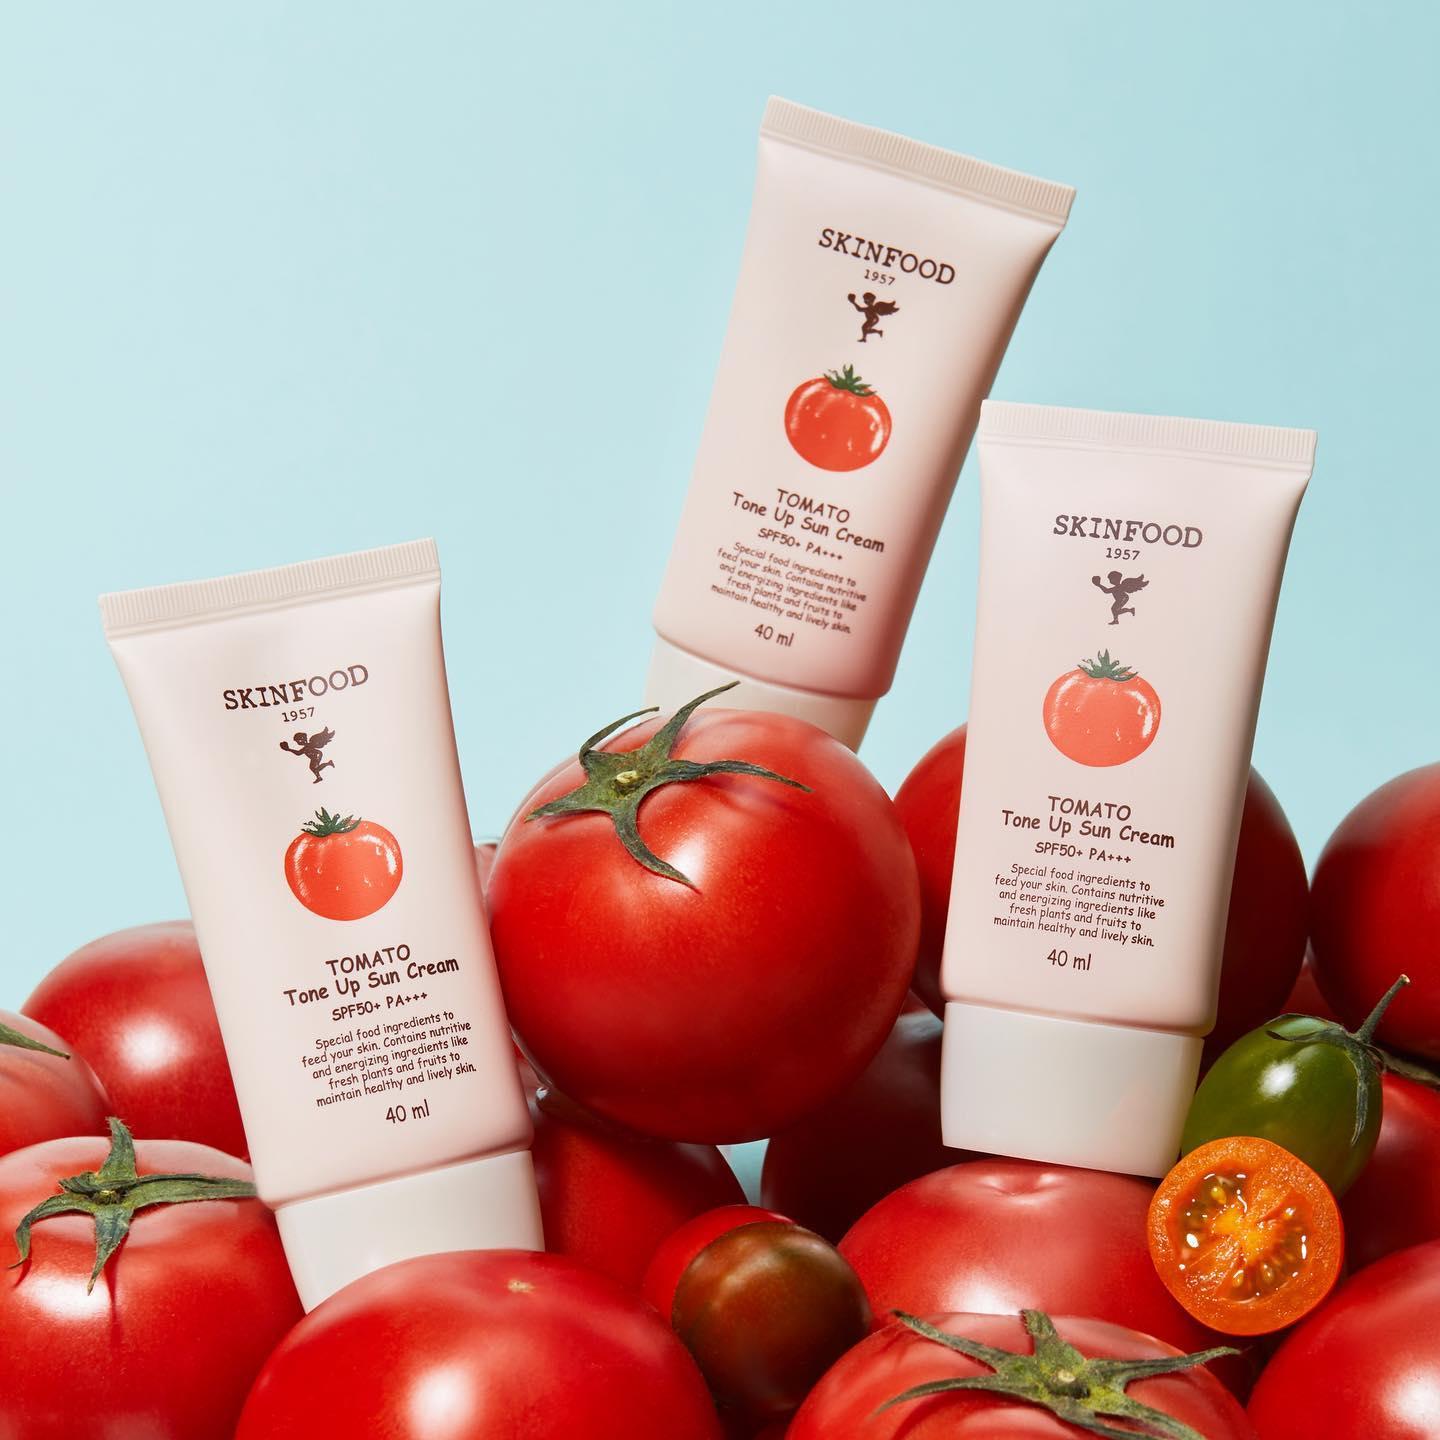 SKINFOOD
1957
TOMATO
Tone Up Sun Cream
SPF50+ PA+++
Special food ingredients to
feed your skin. Contains nutritive
and energizing ingredients like
fresh plants and fruits to
maintain healthy and lively skin.
40 ml
SKINFOOD
1957
TOMATO
Tone Up Sun Cream
SPF50+ PA+++
Special food ingredients to
feed your skin. Contains nutritive
and energizing ingredients like
fresh plants and fruits to
maintain healthy and lively skin.
40 ml
SKINFOOD
1957
TOMATO
Tone Up Sun Cream
SPF50+ PA+++
Special food ingredients to
feed your skin. Contains nutritive
and energizing ingredients like
fresh plants and fruits to
maintain healthy and lively skin.
40 ml